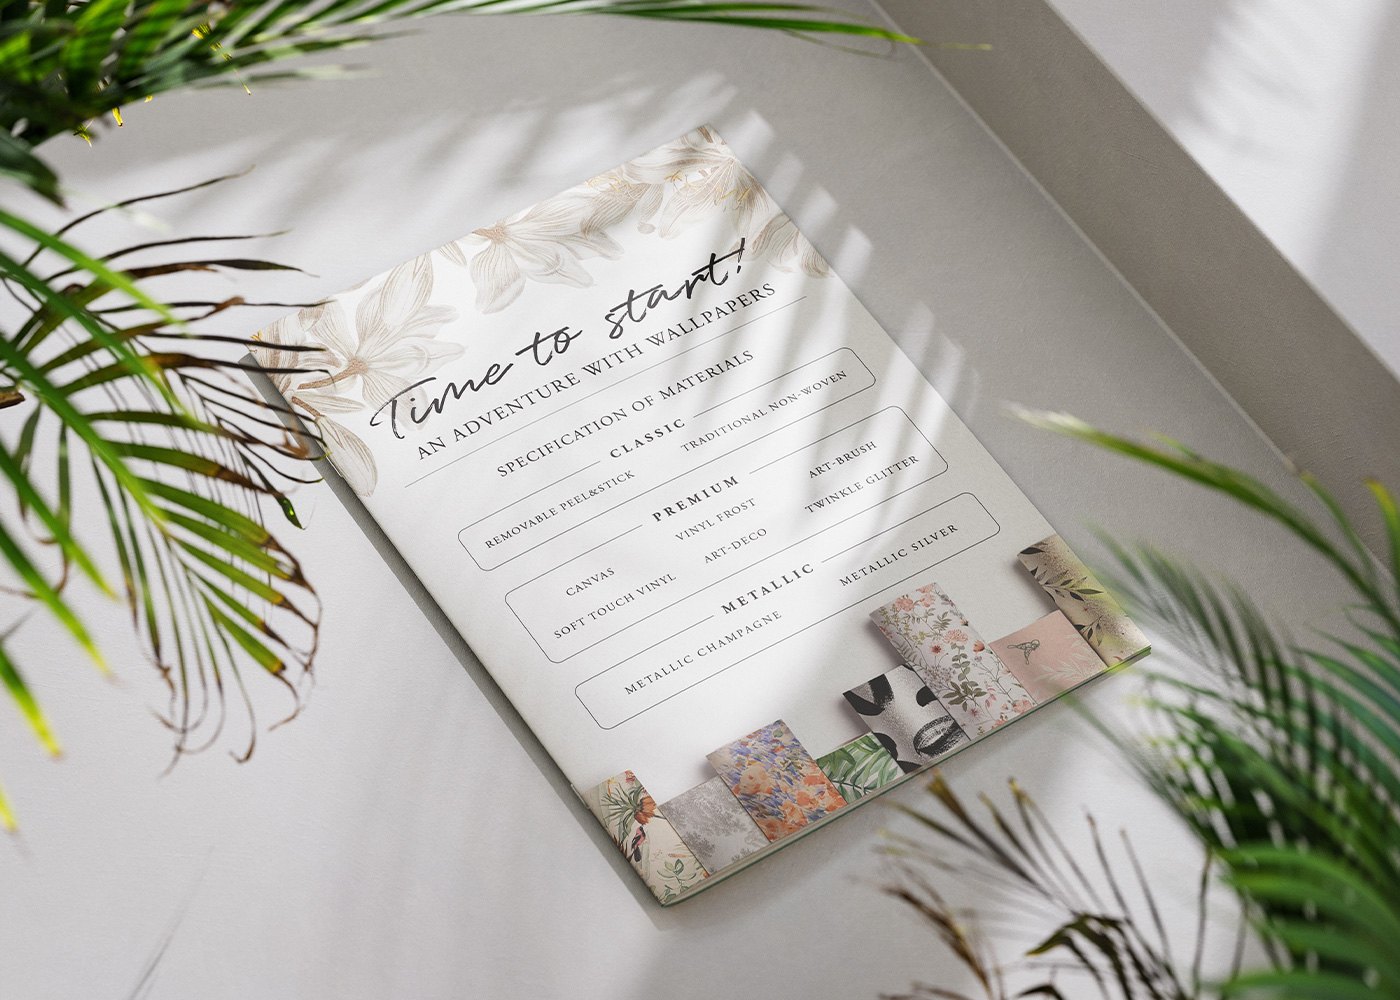 Time to start!
AN ADVENTURE WITH WALLPAPERS
SPECIFICATION OF MATERIALS
CLASSIC
REMOVABLE PEEL&STICK TRADITIONAL NON-WOVEN
PREMIUM
CANVAS VINYL FROST ART-BRUSH
SOFT TOUCH VINYL ART-DECO TWINKLE GLITTER
METALLIC
METALLIC CHAMPAGNE METALLIC SILVER